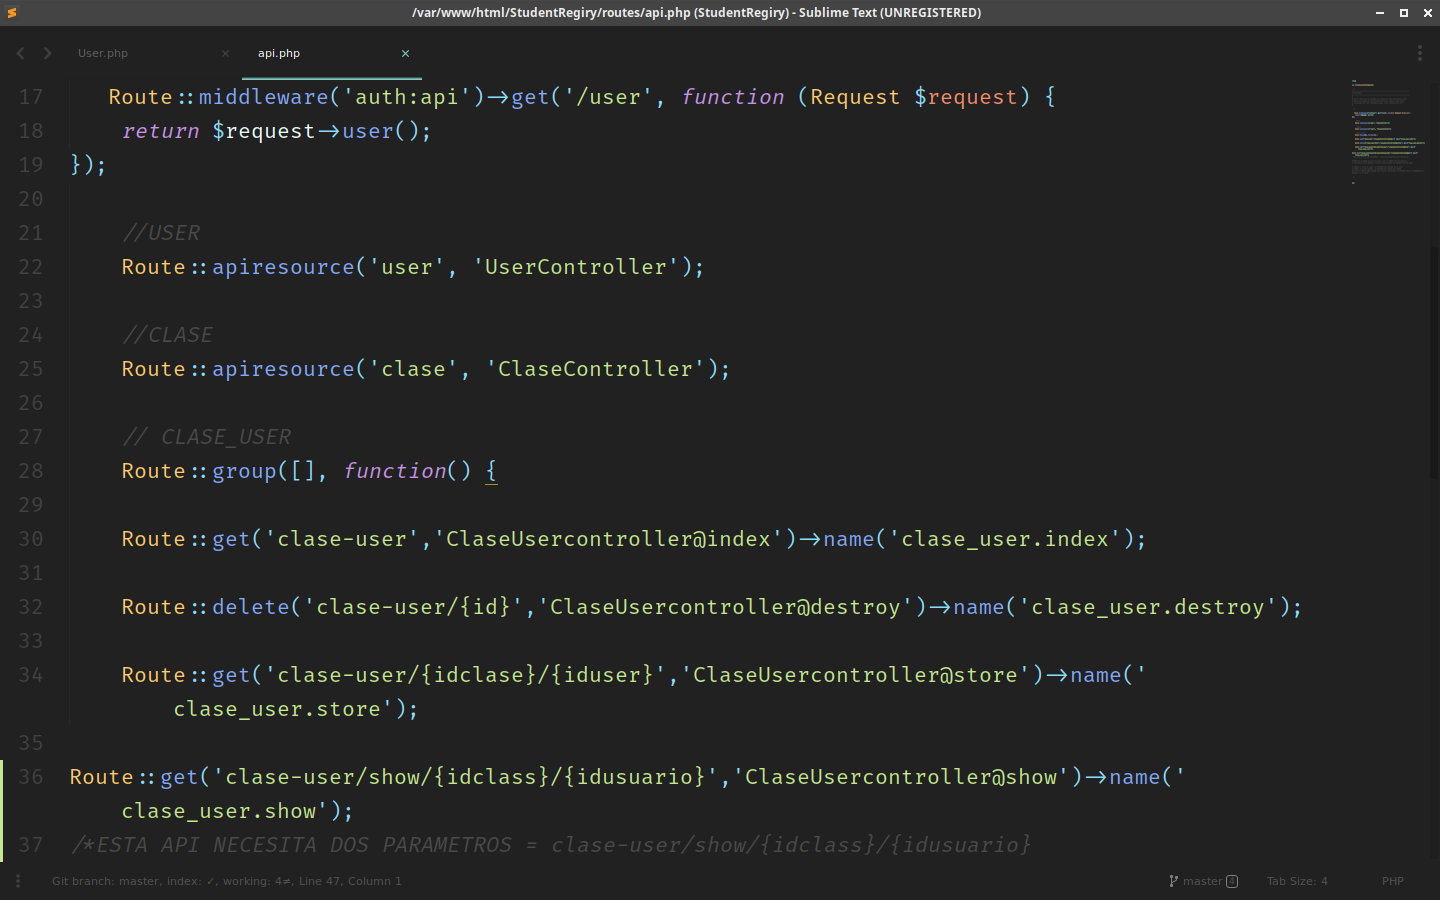 /var/www/html/StudentRegiry/routes/api.php (StudentRegiry) - Sublime Text (UNREGISTERED)
User.php
api.php
17 Route::middleware('auth:api')->get('/user', function (Request $request) {
18 return $request->user();
19 });
20
21 //USER
22 Route::apiresource('user', 'UserController');
23
24 //CLASE
25 Route::apiresource('clase', 'ClaseController');
26
27 // CLASE_USER
28 Route::group([], function() {
29
30 Route::get('clase-user','ClaseUsercontroller@index')->name('clase_user.index');
31
32 Route::delete('clase-user/{id}','ClaseUsercontroller@destroy')->name('clase_user.destroy');
33
34 Route::get('clase-user/{idclase}/{iduser}','ClaseUsercontroller@store')->name('
clase_user.store');
35
36 Route::get('clase-user/show/{idclass}/{idusuario}','ClaseUsercontroller@show')->name('
clase_user.show');
37 /*ESTA API NECESITA DOS PARAMETROS = clase-user/show/{idclass}/{idusuario}
Git branch: master, index: ✓, working: 4≠, Line 47, Column 1
master 4
Tab Size: 4
PHP